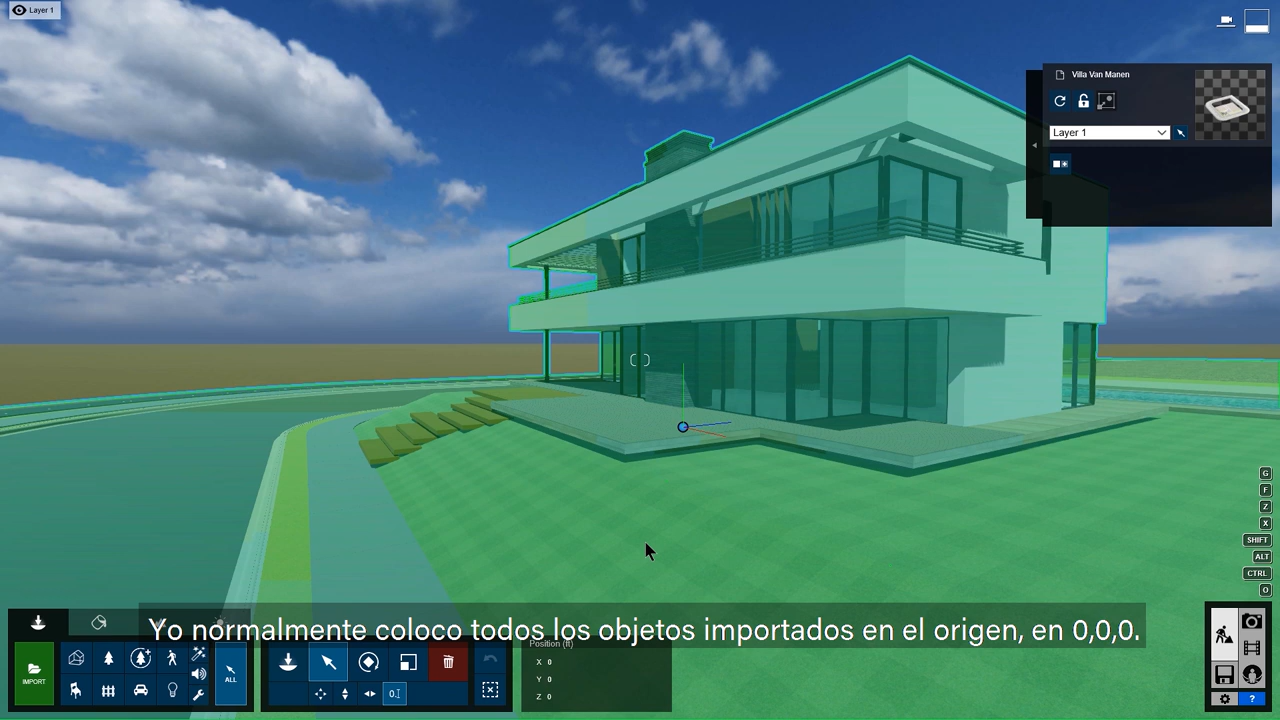 Layer 1
Villa Van Manen
Layer 1
G
F
Z
X
SHIFT
ALT
CTRL
O
Yo normalmente coloco todos los objetos importados en el origen, en 0,0,0.
Position (ft)
X 0
Y 0
Z 0
IMPORT
ALL
0.
?